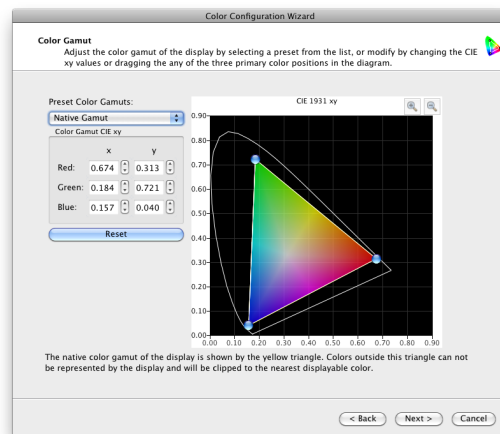 Color Configuration Wizard
Color Gamut
Adjust the color gamut of the display by selecting a preset from the list, or modify by changing the CIE
xy values or dragging the any of the three primary color positions in the diagram.
Preset Color Gamuts:
Native Gamut
Color Gamut CIE xy
x y
Red: 0.674 0.313
Green: 0.184 0.721
Blue: 0.157 0.040
Reset
CIE 1931 xy
0.90
0.80
0.70
0.60
0.50
0.40
0.30
0.20
0.10
0.00
0.00 0.10 0.20 0.30 0.40 0.50 0.60 0.70 0.80 0.90
The native color gamut of the display is shown by the yellow triangle. Colors outside this triangle can not
be represented by the display and will be clipped to the nearest displayable color.
< Back Next > Cancel